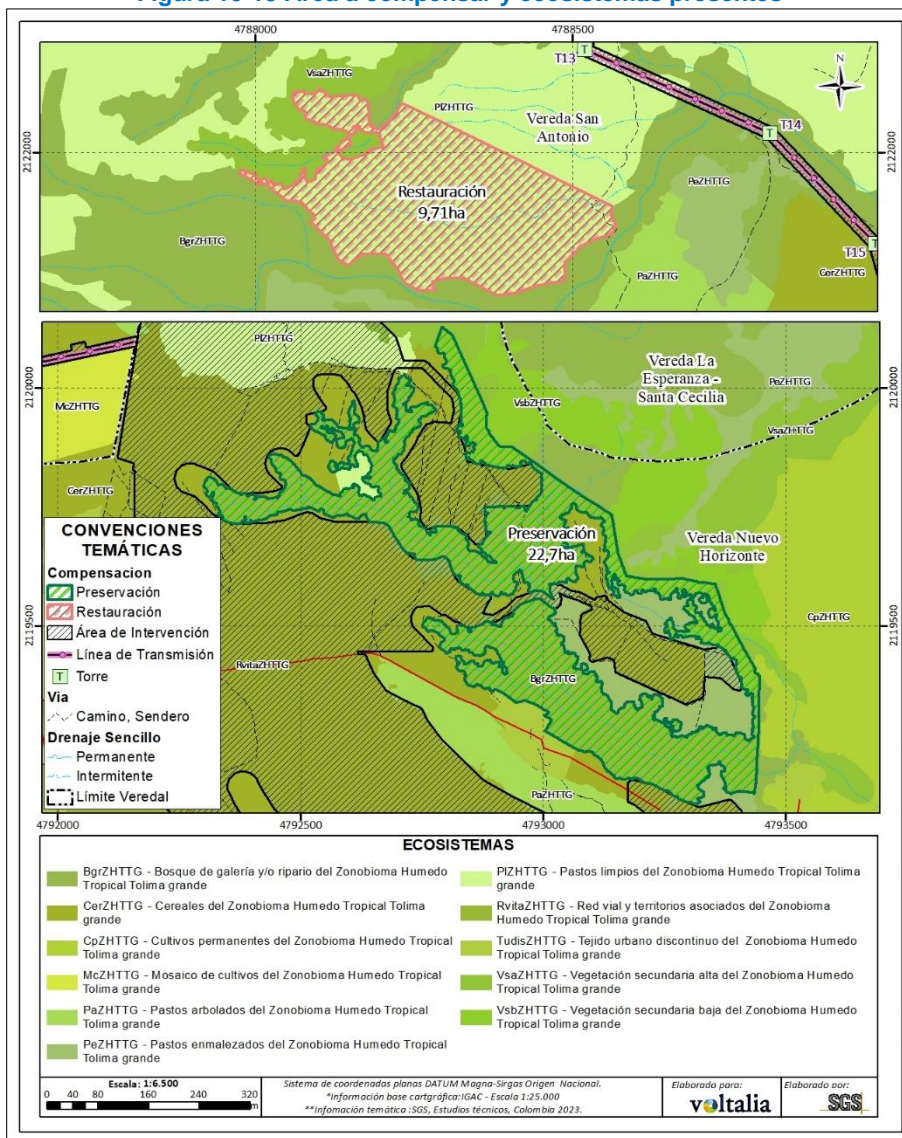 Figura 10-13 Área a compensar y ecosistemas presentes
4788000
4788500
T13
VsaZHTTG
PlZHTTG
Vereda San
Antonio
N
T14
2122000
2122000
Restauración
9,71ha
PeZHTTG
BgrZHTTG
PaZHTTG
T15
CerZHTTG
PlZHTTG
Vereda La
Esperanza -
Santa Cecilia
PeZHTTG
2120000
2120000
McZHTTG
VsbZHTTG
VsaZHTTG
CerZHTTG
Preservación
22,7ha
Vereda Nuevo
Horizonte
CONVENCIONES
TEMÁTICAS
Compensacion
Preservación
Restauración
Área de Intervención
Línea de Transmisión
T Torre
Via
Camino, Sendero
Drenaje Sencillo
Permanente
Intermitente
Límite Veredal
2119500
2119500
CpZHTTG
RvitaZHTTG
BgrZHTTG
PaZHTTG
4792000
4792500
4793000
4793500
ECOSISTEMAS
BgrZHTTG - Bosque de galería y/o ripario del Zonobioma Humedo
Tropical Tolima grande
CerZHTTG - Cereales del Zonobioma Humedo Tropical Tolima
grande
CpZHTTG - Cultivos permanentes del Zonobioma Humedo Tropical
Tolima grande
McZHTTG - Mosaico de cultivos del Zonobioma Humedo Tropical
Tolima grande
PaZHTTG - Pastos arbolados del Zonobioma Humedo Tropical
Tolima grande
PeZHTTG - Pastos enmalezados del Zonobioma Humedo Tropical
Tolima grande
PlZHTTG - Pastos limpios del Zonobioma Humedo Tropical Tolima
grande
RvitaZHTTG - Red vial y territorios asociados del Zonobioma
Humedo Tropical Tolima grande
TudisZHTTG - Tejido urbano discontinuo del Zonobioma Humedo
Tropical Tolima grande
VsaZHTTG - Vegetación secundaria alta del Zonobioma Humedo
Tropical Tolima grande
VsbZHTTG - Vegetación secundaria baja del Zonobioma Humedo
Tropical Tolima grande
Escala: 1:6.500
0 40 80 160 240 320
m
Sistema de coordenadas planas DATUM Magna-Sirgas Origen Nacional.
*Información base cartográfica:IGAC - Escala 1:25.000
**Infomación temática :SGS, Estudios técnicos, Colombia 2023.
Elaborado para:
voltalia
Elaborado por:
SGS